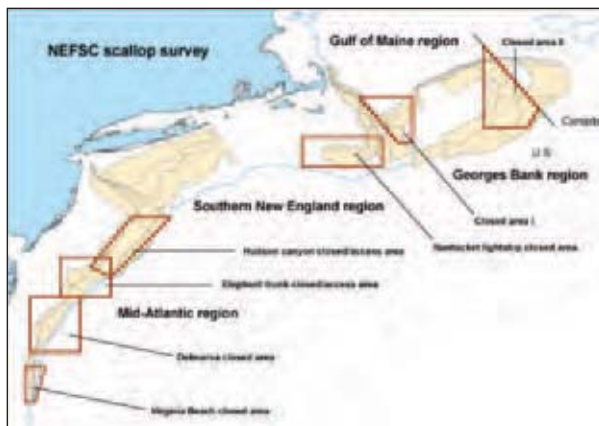 NEFSC scallop survey
Gulf of Maine region
Closed area II
Canada
U S
Georges Bank region
Closed area I
Southern New England region
Nantucket lightship closed area
Hudson canyon closed/access area
Elephant trunk closed/access area
Mid-Atlantic region
Delmarva closed area
Virginia Beach closed area